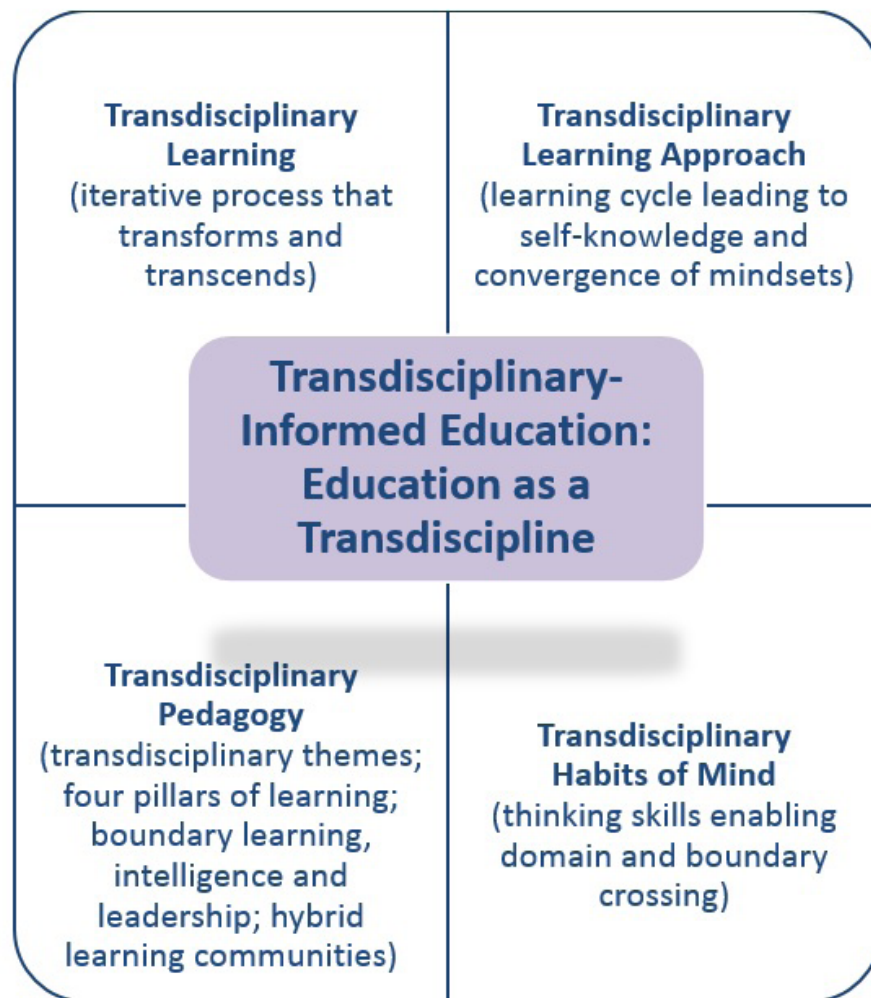 Transdisciplinary
Learning
(iterative process that
transforms and
transcends)
Transdisciplinary
Learning Approach
(learning cycle leading to
self-knowledge and
convergence of mindsets)
Transdisciplinary-
Informed Education:
Education as a
Transdiscipline
Transdisciplinary
Pedagogy
(transdisciplinary themes;
four pillars of learning;
boundary learning,
intelligence and
leadership; hybrid
learning communities)
Transdisciplinary
Habits of Mind
(thinking skills enabling
domain and boundary
crossing)